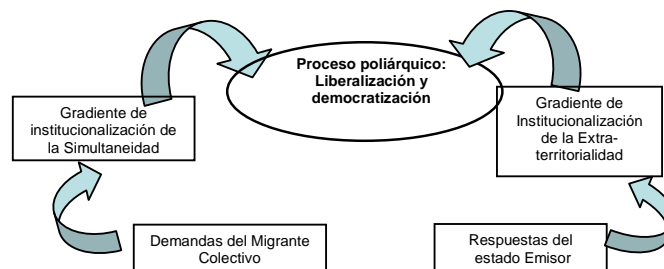 Proceso poliárquico:
Liberalización y
democratización
Gradiente de
institucionalización de
la Simultaneidad
Gradiente de
Institucionalización
de la Extra-
territorialidad
Demandas del Migrante
Colectivo
Respuestas del
estado Emisor